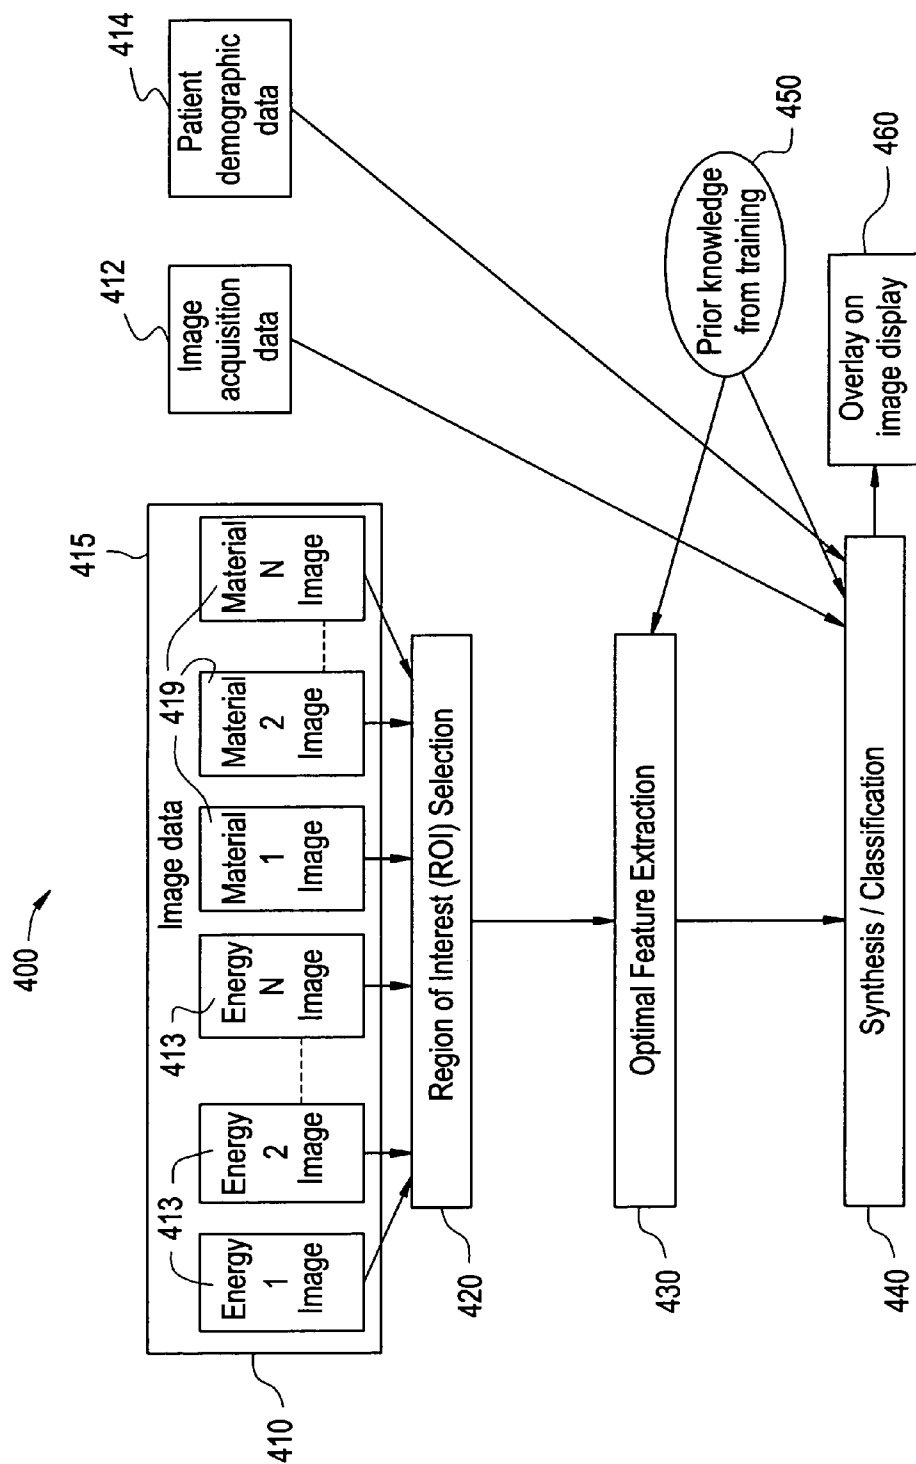 400
410
415
Image data
413
413
419
Energy
1
Image
Energy
2
Image
Energy
N
Image
Material
1
Image
Material
2
Image
Material
N
Image
412
Image
acquisition
data
414
Patient
demographic
data
420
Region of Interest (ROI) Selection
430
Optimal Feature Extraction
450
Prior knowledge
from training
440
Synthesis / Classification
460
Overlay on
image display